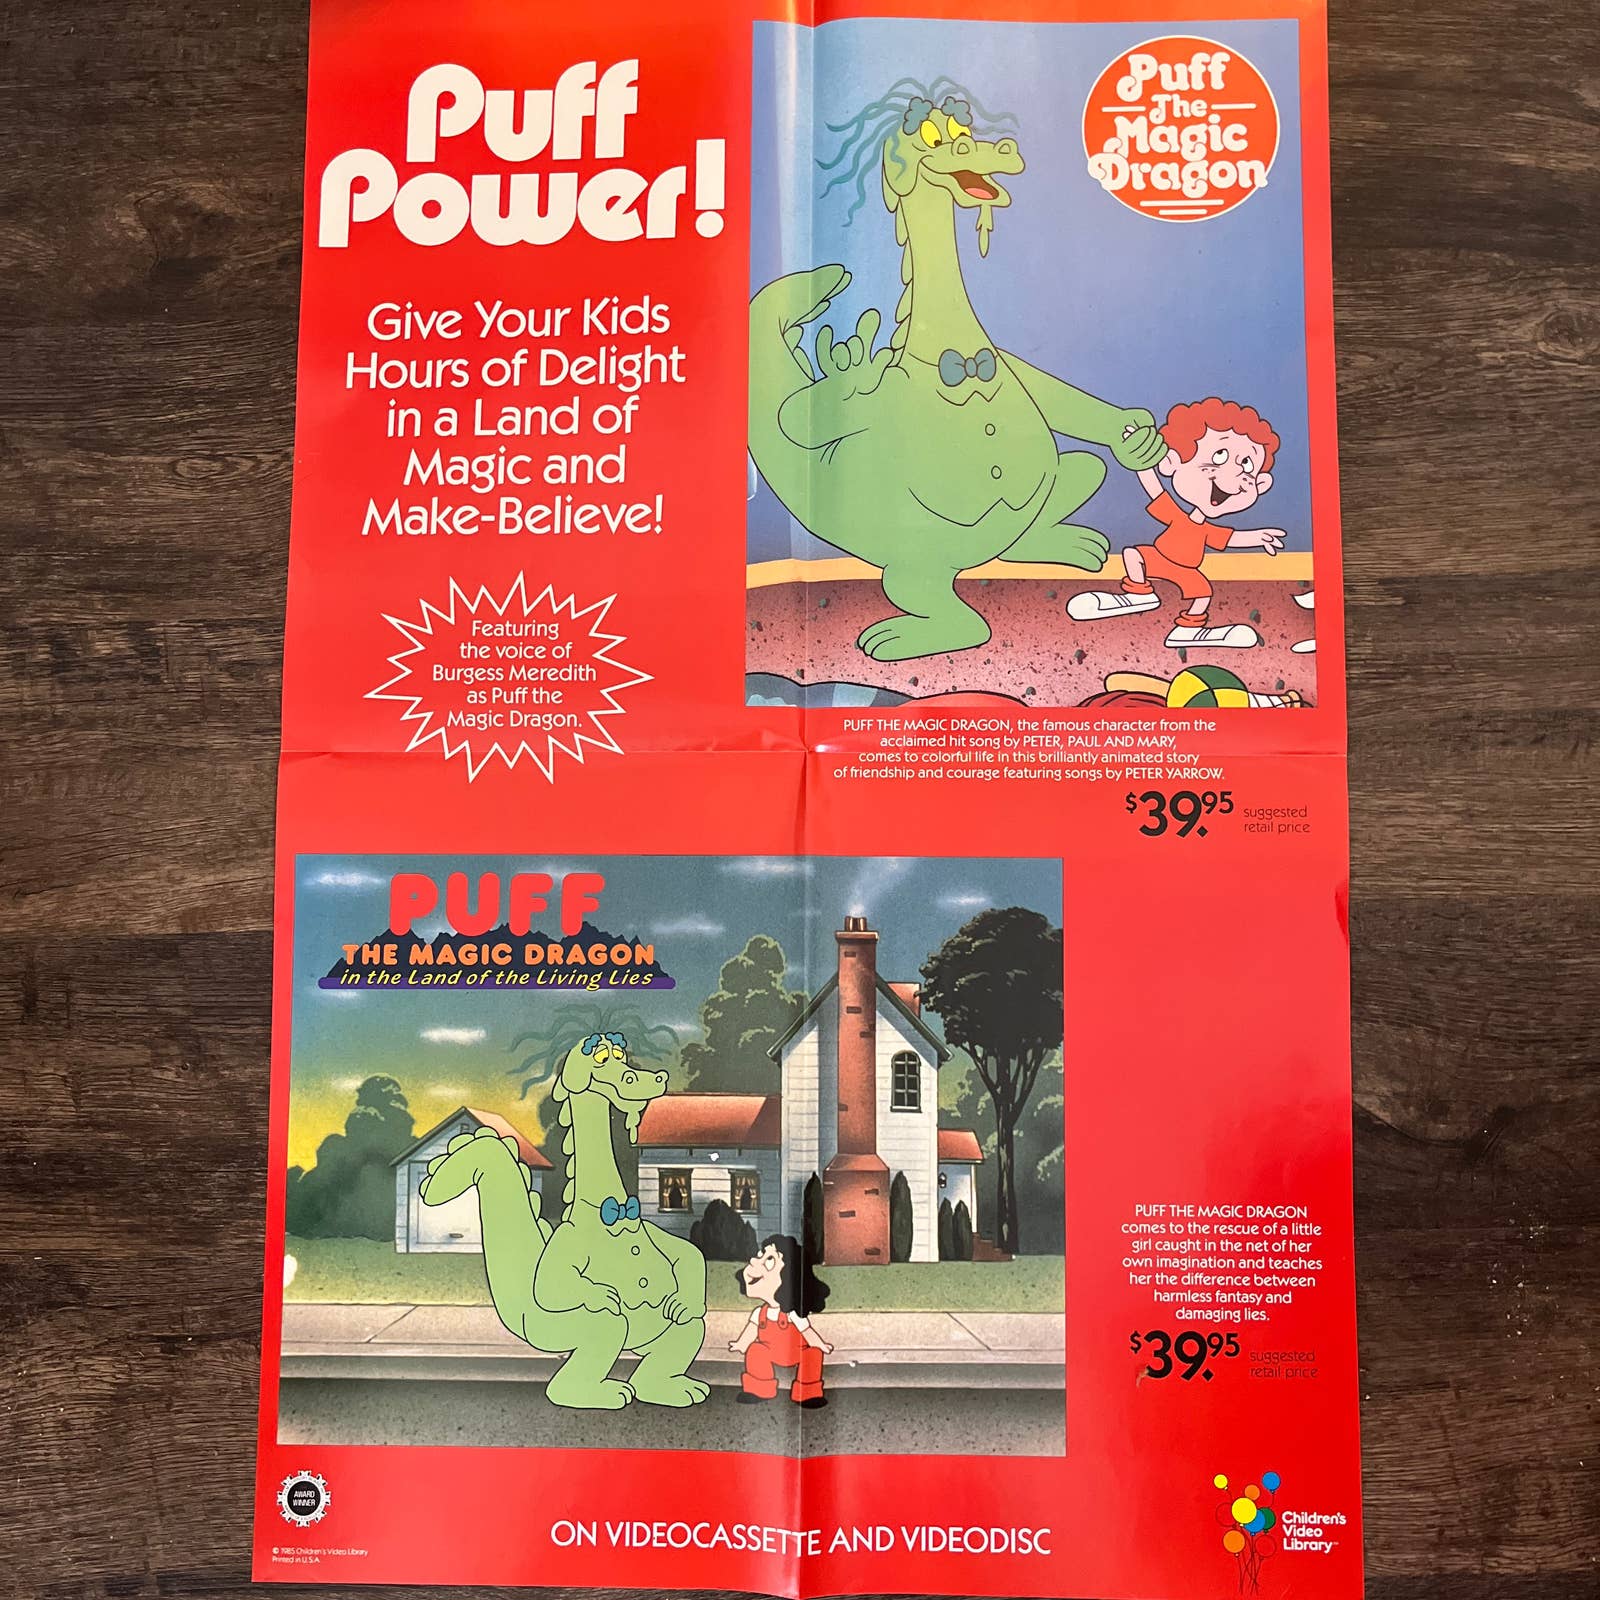 Puff
Power!
Give Your Kids
Hours of Delight
in a Land of
Magic and
Make-Believe!
Featuring
the voice of
Burgess Meredith
as Puff the
Magic Dragon.
Puff
The
Magic
Dragon
PUFF THE MAGIC DRAGON, the famous character from the
acclaimed hit song by PETER, PAUL AND MARY,
comes to colorful life in this brilliantly animated story
of friendship and courage featuring songs by PETER YARROW.
$39.95 suggested
retail price
PUFF
THE MAGIC DRAGON
in the Land of the Living Lies
PUFF THE MAGIC DRAGON
comes to the rescue of a little
girl caught in the net of her
own imagination and teaches
her the difference between
harmless fantasy and
damaging lies.
$39.95 suggested
retail price
AWARD
WINNER
© 1985 Children's Video Library
Printed in U.S.A.
ON VIDEOCASSETTE AND VIDEODISC
Children's
Video
Library™